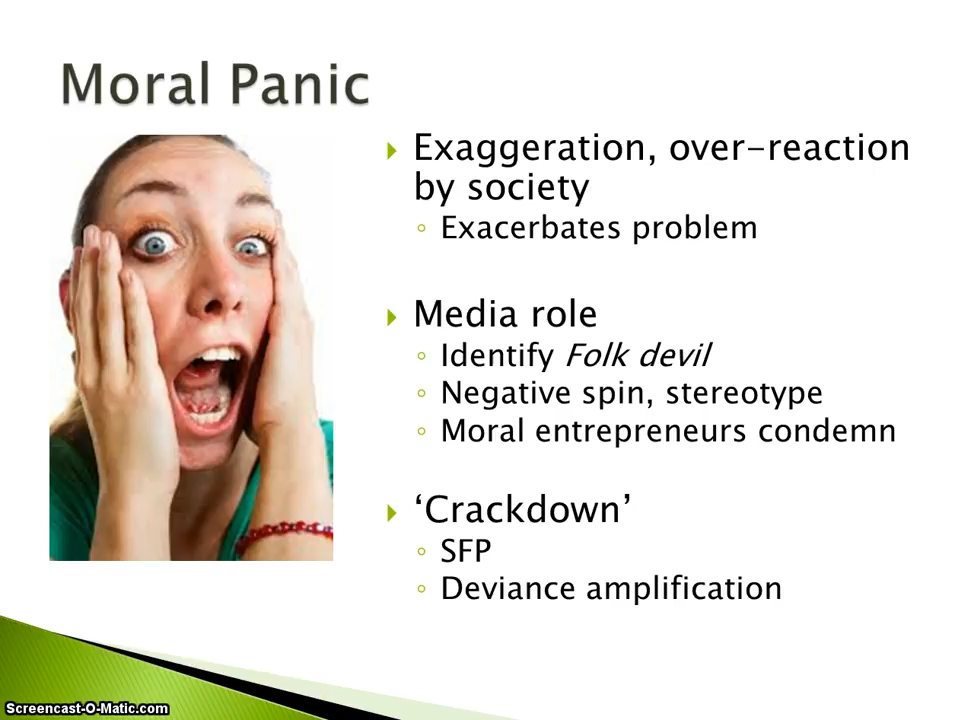 Moral Panic
Exaggeration, over-reaction
by society
Exacerbates problem
Media role
Identify Folk devil
Negative spin, stereotype
Moral entrepreneurs condemn
‘Crackdown’
SFP
Deviance amplification
Screencast-O-Matic.com